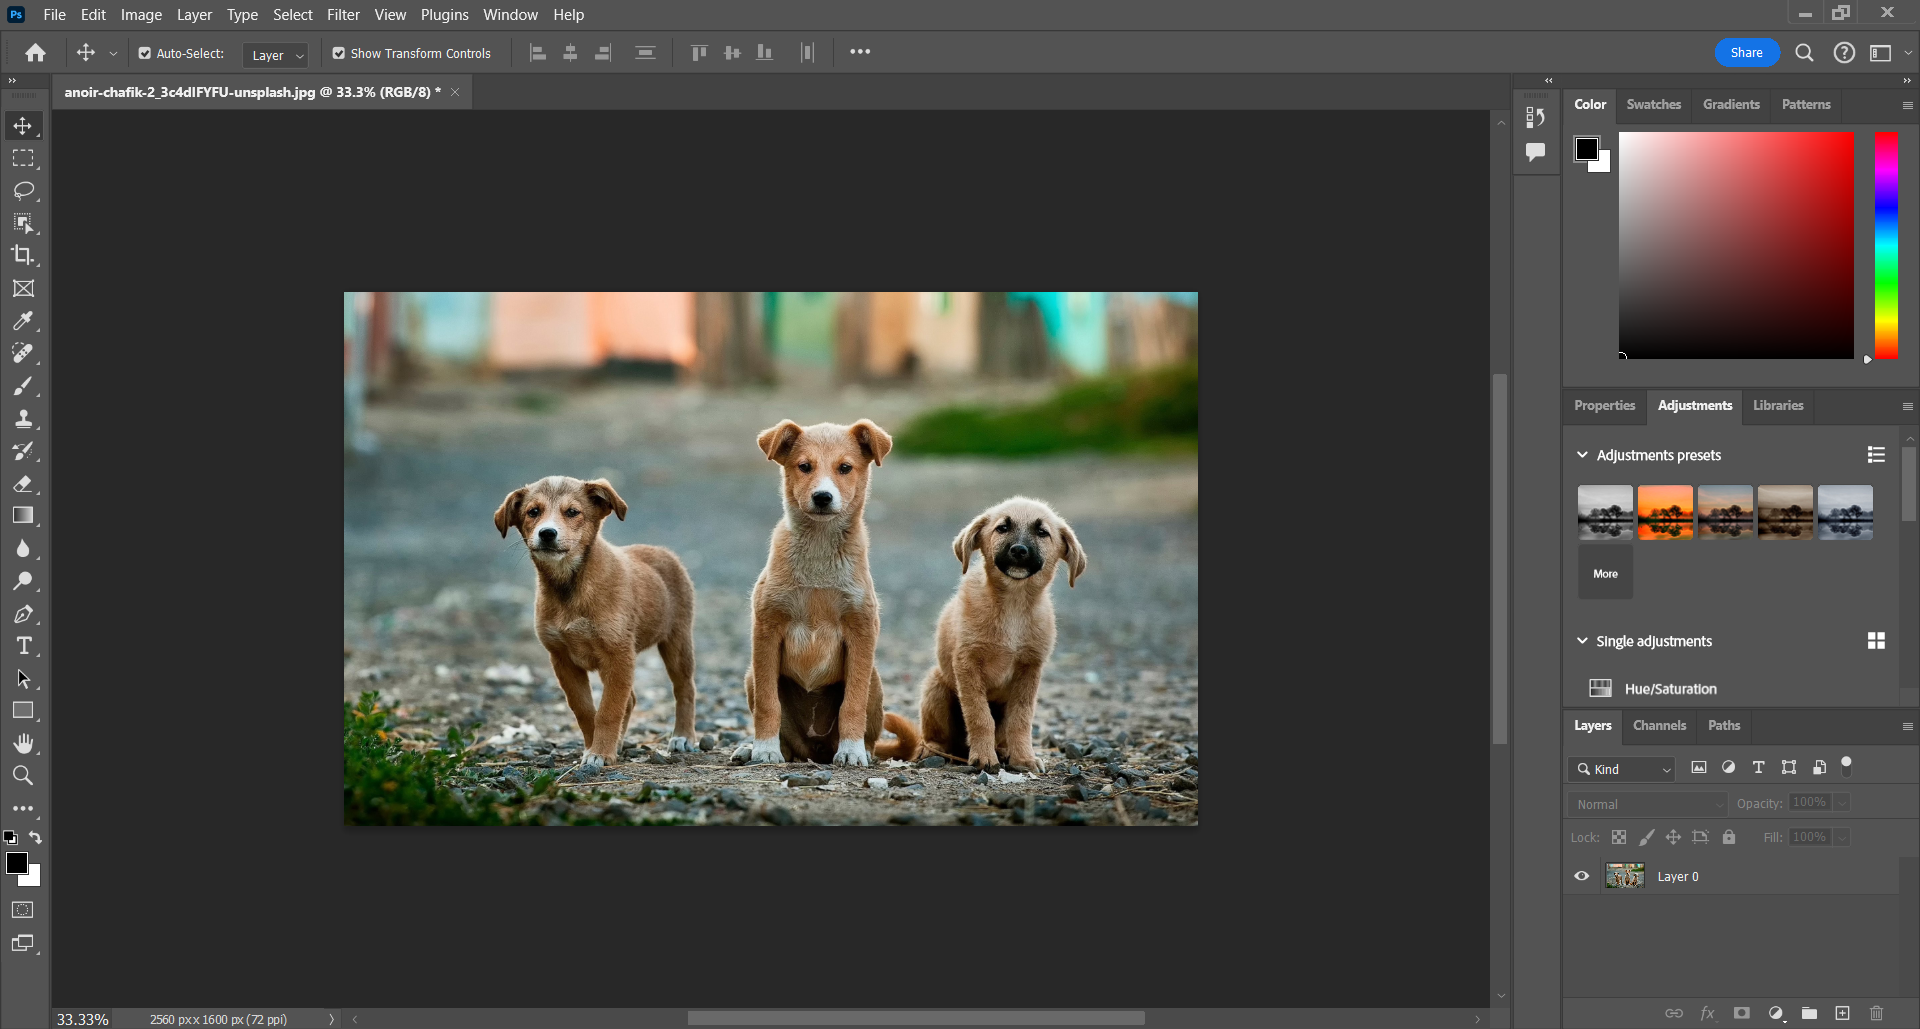 Ps File Edit Image Layer Type Select Filter View Plugins Window Help
Auto-Select: Layer Show Transform Controls Share
anoir-chafik-2_3c4dIFYFU-unsplash.jpg @ 33.3% (RGB/8) *
Color Swatches Gradients Patterns
Properties Adjustments Libraries
Adjustments presets
More
Single adjustments
Hue/Saturation
Layers Channels Paths
Kind
Normal Opacity: 100%
Lock: Fill: 100%
Layer 0
fx
33.33% 2560 px x 1600 px (72 ppi)